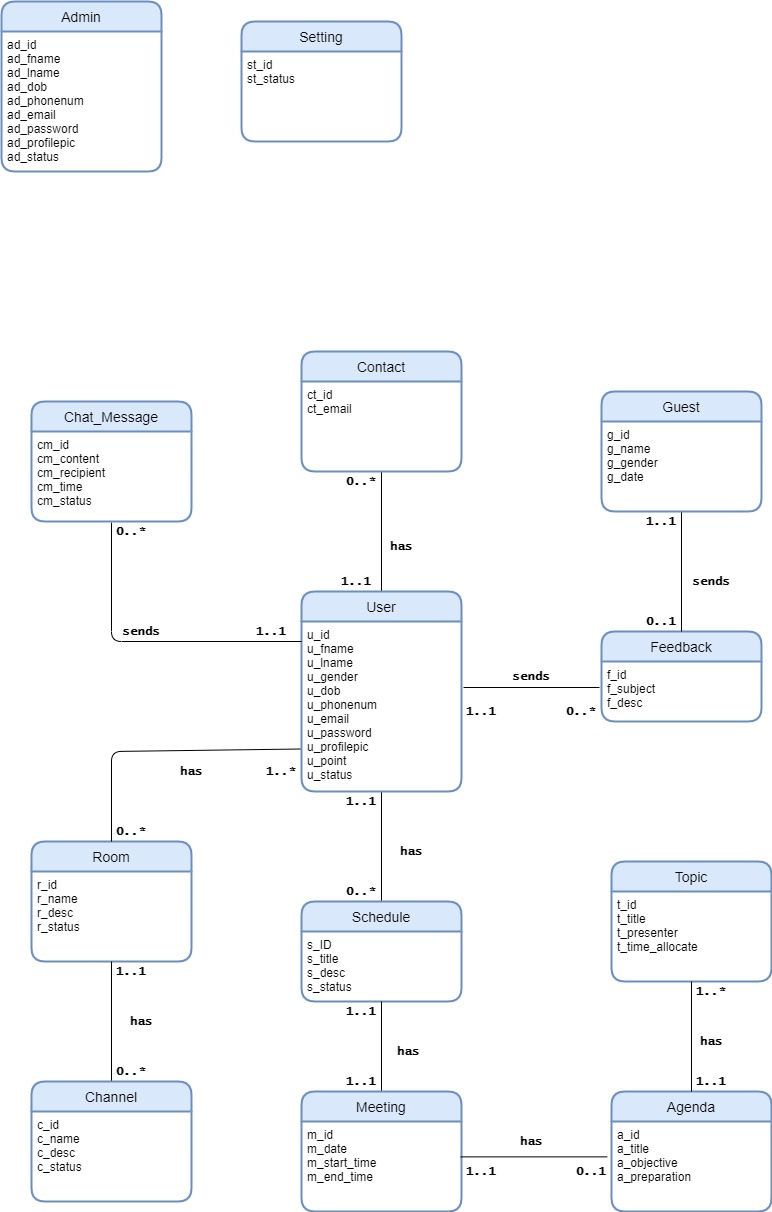 Admin
ad_id
ad_fname
ad_lname
ad_dob
ad_phonenum
ad_email
ad_password
ad_profilepic
ad_status
Setting
st_id
st_status
Contact
ct_id
ct_email
Chat_Message
cm_id
cm_content
cm_recipient
cm_time
cm_status
Guest
g_id
g_name
g_gender
g_date
0..*
has
1..1
0..*
sends
1..1
1..1
sends
0..1
User
u_id
u_fname
u_lname
u_gender
u_dob
u_phonenum
u_email
u_password
u_profilepic
u_point
u_status
sends
1..1
0..*
Feedback
f_id
f_subject
f_desc
has
1..*
0..*
1..1
has
0..*
Room
r_id
r_name
r_desc
r_status
Schedule
s_ID
s_title
s_desc
s_status
Topic
t_id
t_title
t_presenter
t_time_allocate
1..1
has
0..*
1..1
has
1..1
1..*
has
1..1
Channel
c_id
c_name
c_desc
c_status
Meeting
m_id
m_date
m_start_time
m_end_time
has
1..1
0..1
Agenda
a_id
a_title
a_objective
a_preparation